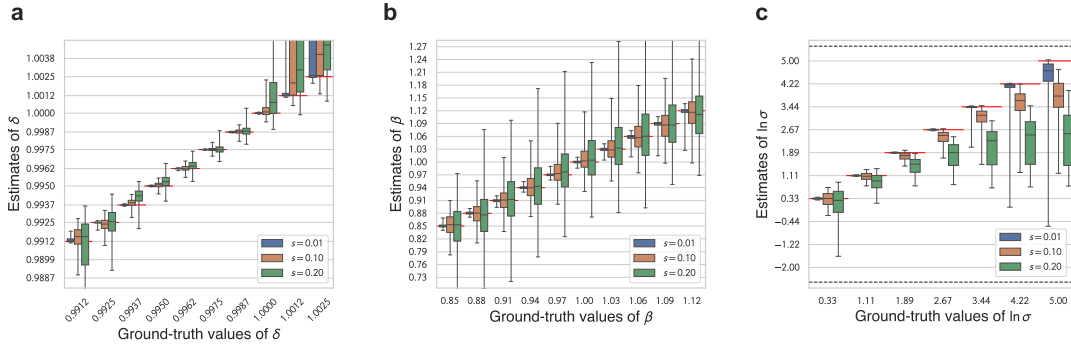 a
Estimates of δ
1.0038
1.0025
1.0012
1.0000
0.9987
0.9975
0.9962
0.9950
0.9937
0.9925
0.9912
0.9899
0.9887
s = 0.01
s = 0.10
s = 0.20
0.9912 0.9925 0.9937 0.9950 0.9962 0.9975 0.9987 1.0000 1.0012 1.0025
Ground-truth values of δ
b
Estimates of β
1.27
1.24
1.21
1.18
1.15
1.12
1.09
1.06
1.03
1.00
0.97
0.94
0.91
0.88
0.85
0.82
0.79
0.76
0.73
s = 0.01
s = 0.10
s = 0.20
0.85 0.88 0.91 0.94 0.97 1.00 1.03 1.06 1.09 1.12
Ground-truth values of β
c
Estimates of ln σ
5.00
4.22
3.44
2.67
1.89
1.11
0.33
−0.44
−1.22
−2.00
s = 0.01
s = 0.10
s = 0.20
0.33 1.11 1.89 2.67 3.44 4.22 5.00
Ground-truth values of ln σ